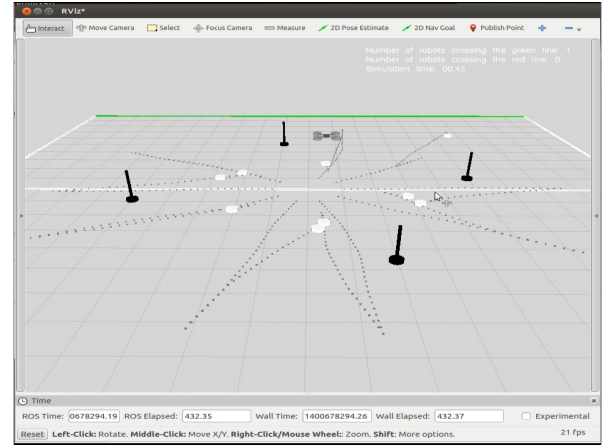 RViz*
Interact Move Camera Select Focus Camera Measure 2D Pose Estimate 2D Nav Goal Publish Point
Number of robots crossing the green line: 1
Number of robots crossing the red line: 0
Simulation time: 00:43
Time
ROS Time: 0678294.19 ROS Elapsed: 432.35 Wall Time: 1400678294.26 Wall Elapsed: 432.37 Experimental
Reset Left-Click: Rotate. Middle-Click: Move X/Y. Right-Click/Mouse Wheel: Zoom. Shift: More options. 21 fps